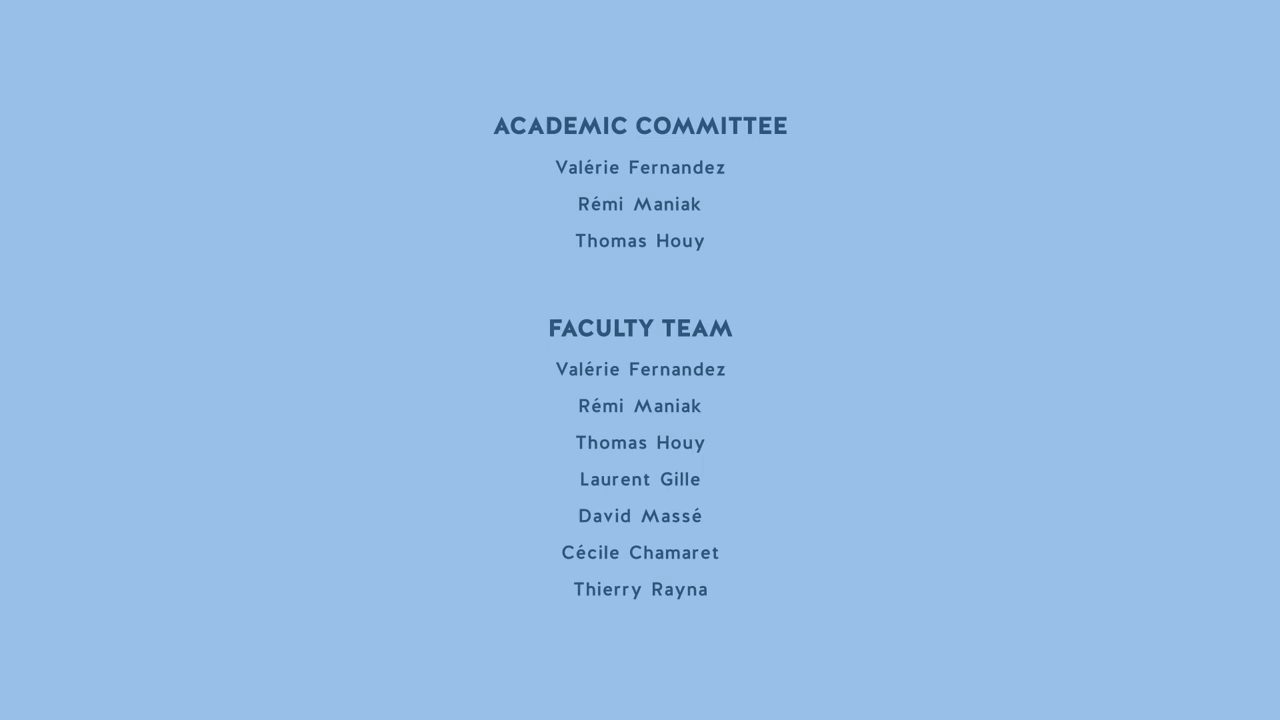 ACADEMIC COMMITTEE
Valérie Fernandez
Rémi Maniak
Thomas Houy
FACULTY TEAM
Valérie Fernandez
Rémi Maniak
Thomas Houy
Laurent Gille
David Massé
Cécile Chamaret
Thierry Rayna